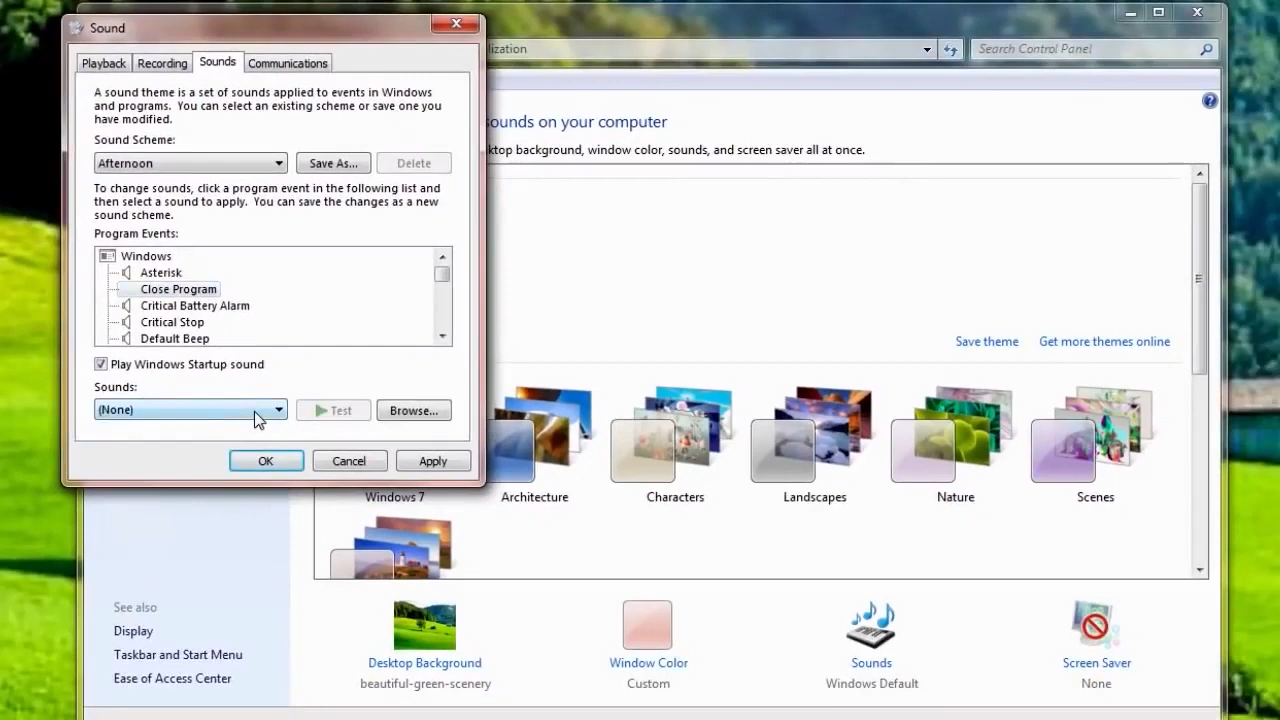 Sound
Playback
Recording
Sounds
Communications
A sound theme is a set of sounds applied to events in Windows
and programs. You can select an existing scheme or save one you
have modified.
Sound Scheme:
Afternoon
Save As...
Delete
To change sounds, click a program event in the following list and
then select a sound to apply. You can save the changes as a new
sound scheme.
Program Events:
Windows
Asterisk
Close Program
Critical Battery Alarm
Critical Stop
Default Beep
Play Windows Startup sound
Sounds:
(None)
Test
Browse...
OK
Cancel
Apply
lization
Search Control Panel
sounds on your computer
ktop background, window color, sounds, and screen saver all at once.
Save theme
Get more themes online
Windows 7
Architecture
Characters
Landscapes
Nature
Scenes
See also
Display
Taskbar and Start Menu
Ease of Access Center
Desktop Background
beautiful-green-scenery
Window Color
Custom
Sounds
Windows Default
Screen Saver
None